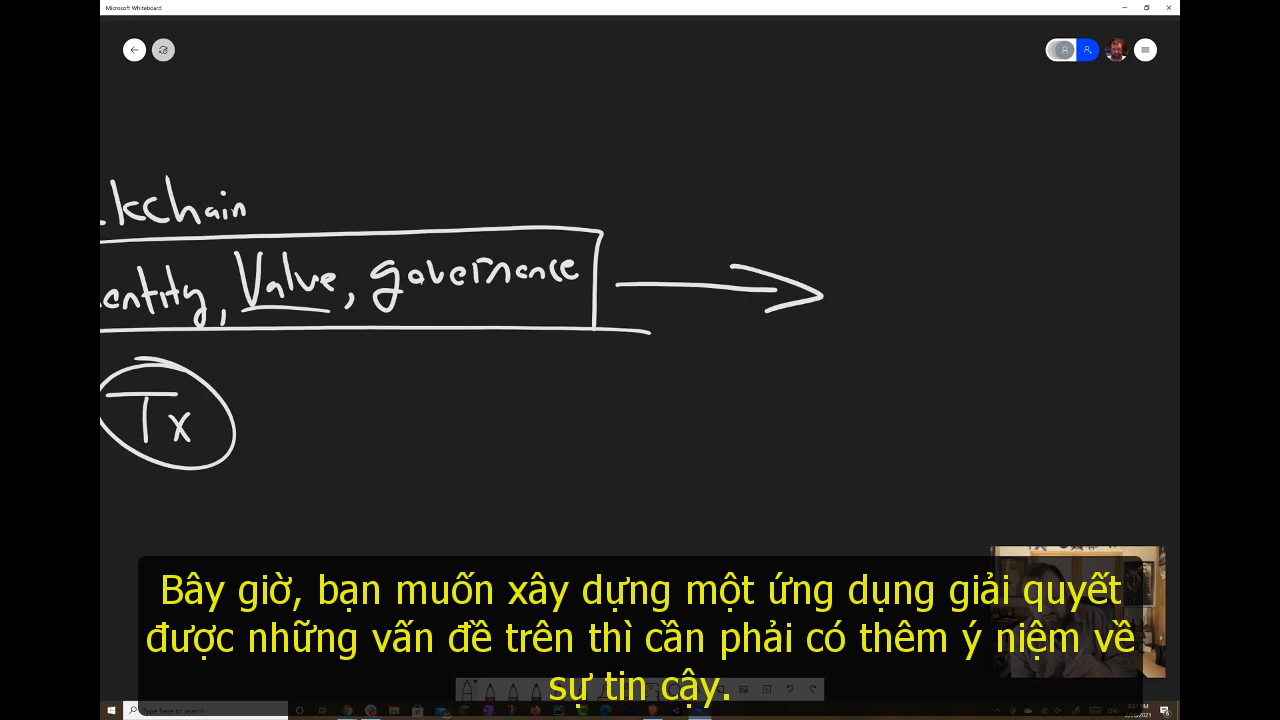 Microsoft Whiteboard
kchain
entity, Value, governance
Tx
Bây giờ, bạn muốn xây dựng một ứng dụng giải quyết
được những vấn đề trên thì cần phải có thêm ý niệm về
sự tin cậy.
Type here to search